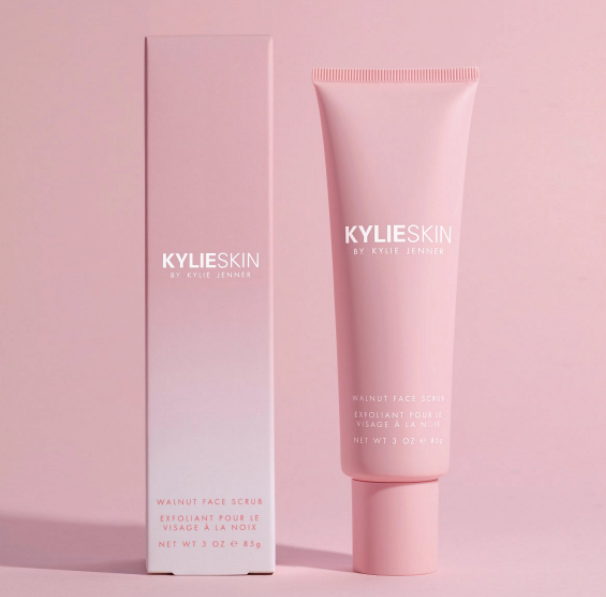 KYLIESKIN
BY KYLIE JENNER
WALNUT FACE SCRUB
EXFOLIANT POUR LE
VISAGE À LA NOIX
NET WT 3 OZ ℮ 85g
KYLIESKIN
BY KYLIE JENNER
WALNUT FACE SCRUB
EXFOLIANT POUR LE
VISAGE À LA NOIX
NET WT 3 OZ ℮ 85g